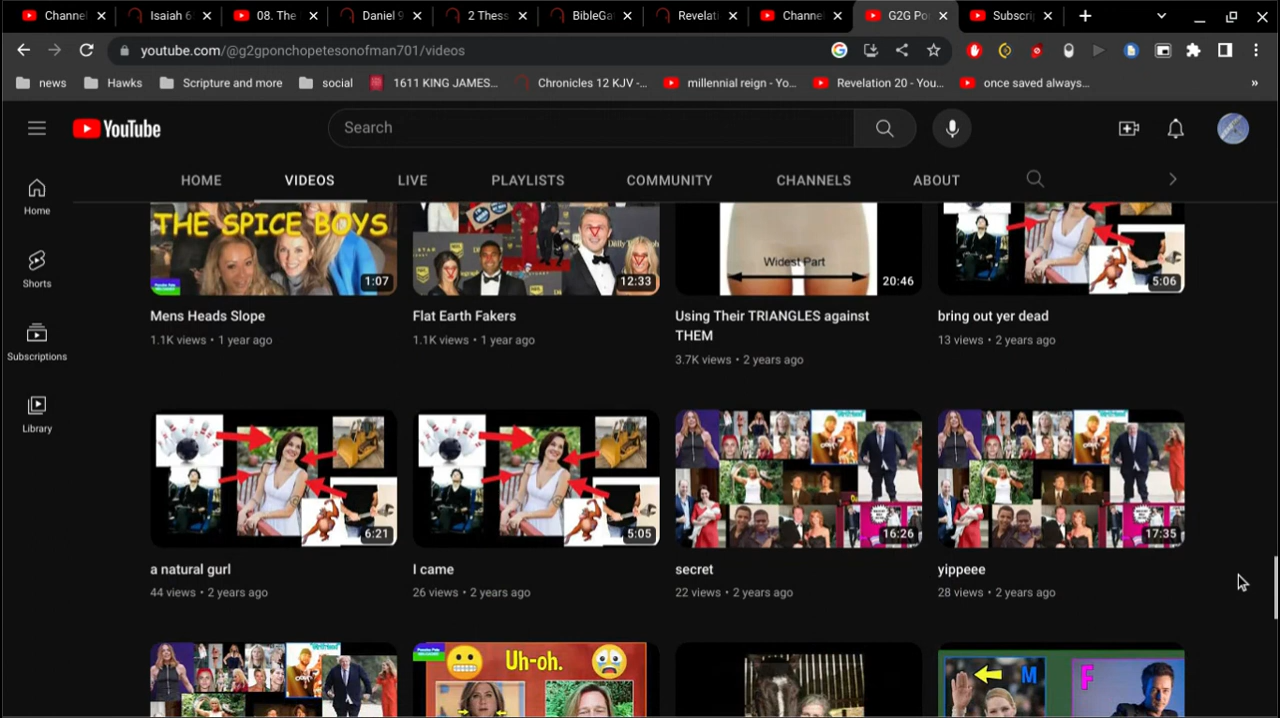 Channel
Isaiah 6
08. The
Daniel 9
2 Thess
BibleGa
Revelati
Channe
G2G Po
Subscri
youtube.com/@g2gponchopetesonofman701/videos
news
Hawks
Scripture and more
social
1611 KING JAMES...
Chronicles 12 KJV -...
millennial reign - Yo...
Revelation 20 - You...
once saved always...
»
YouTube
Search
HOME
VIDEOS
LIVE
PLAYLISTS
COMMUNITY
CHANNELS
ABOUT
Home
Shorts
Subscriptions
Library
THE SPICE BOYS
1:07
12:33
Widest Part
20:46
5:06
Mens Heads Slope
1.1K views • 1 year ago
Flat Earth Fakers
1.1K views • 1 year ago
Using Their TRIANGLES against
THEM
3.7K views • 2 years ago
bring out yer dead
13 views • 2 years ago
6:21
5:05
16:26
17:35
a natural gurl
44 views • 2 years ago
I came
26 views • 2 years ago
secret
22 views • 2 years ago
yippeee
28 views • 2 years ago
Uh-oh.
M
F